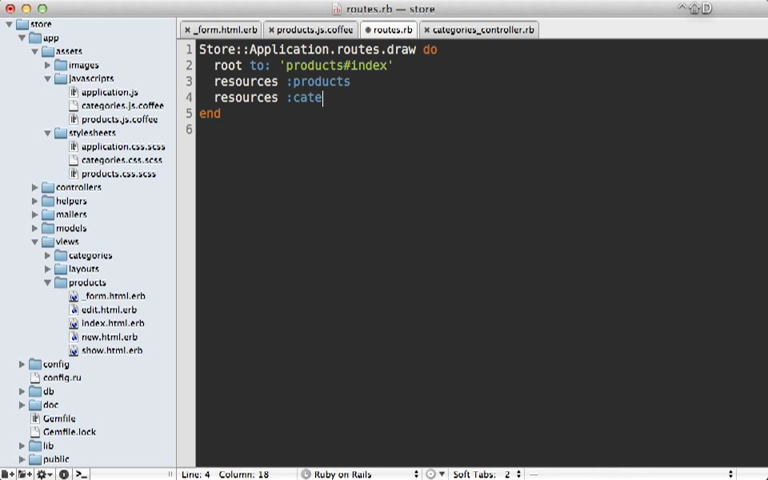 routes.rb — store
^⇧D
store
app
assets
images
javascripts
application.js
categories.js.coffee
products.js.coffee
stylesheets
application.css.scss
categories.css.scss
products.css.scss
controllers
helpers
mailers
models
views
categories
layouts
products
_form.html.erb
edit.html.erb
index.html.erb
new.html.erb
show.html.erb
config
config.ru
db
doc
Gemfile
Gemfile.lock
lib
public
_form.html.erb
products.js.coffee
routes.rb
categories_controller.rb
1 Store::Application.routes.draw do
2 root to: 'products#index'
3 resources :products
4 resources :cate
5 end
6
Line: 4 Column: 18
Ruby on Rails
Soft Tabs: 2
—